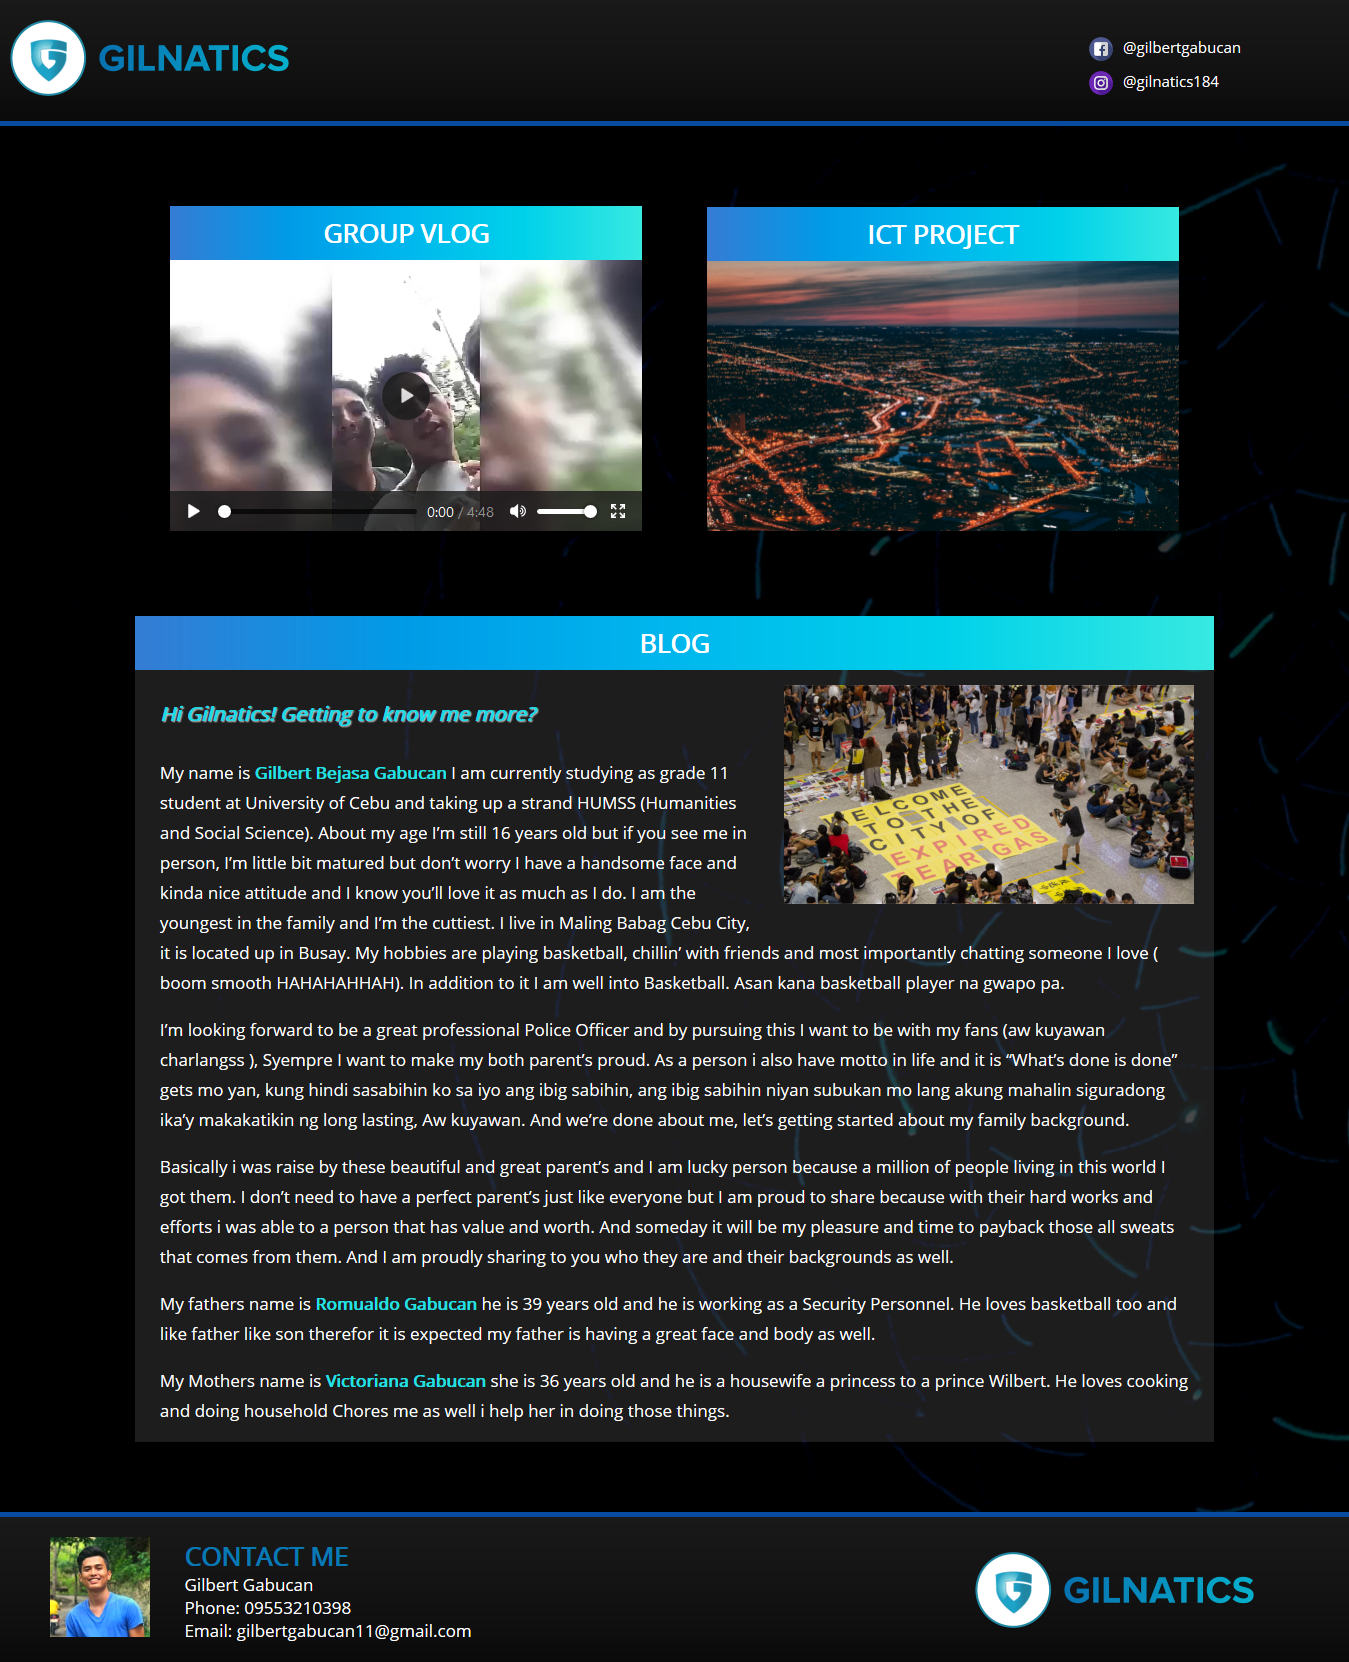 GILNATICS
@gilbertgabucan
@gilnatics184
GROUP VLOG
0:00 / 4:48
ICT PROJECT
BLOG
Hi Gilnatics! Getting to know me more?
ELCOME
TO THE
CITY OF
EXPIRED
TEAR GAS
My name is Gilbert Bejasa Gabucan I am currently studying as grade 11
student at University of Cebu and taking up a strand HUMSS (Humanities
and Social Science). About my age I’m still 16 years old but if you see me in
person, I’m little bit matured but don’t worry I have a handsome face and
kinda nice attitude and I know you’ll love it as much as I do. I am the
youngest in the family and I’m the cuttiest. I live in Maling Babag Cebu City,
it is located up in Busay. My hobbies are playing basketball, chillin’ with friends and most importantly chatting someone I love (
boom smooth HAHAHAHHAH). In addition to it I am well into Basketball. Asan kana basketball player na gwapo pa.
I’m looking forward to be a great professional Police Officer and by pursuing this I want to be with my fans (aw kuyawan
charlangss ), Syempre I want to make my both parent’s proud. As a person i also have motto in life and it is “What’s done is done”
gets mo yan, kung hindi sasabihin ko sa iyo ang ibig sabihin, ang ibig sabihin niyan subukan mo lang akung mahalin siguradong
ika’y makakatikin ng long lasting, Aw kuyawan. And we’re done about me, let’s getting started about my family background.
Basically i was raise by these beautiful and great parent’s and I am lucky person because a million of people living in this world I
got them. I don’t need to have a perfect parent’s just like everyone but I am proud to share because with their hard works and
efforts i was able to a person that has value and worth. And someday it will be my pleasure and time to payback those all sweats
that comes from them. And I am proudly sharing to you who they are and their backgrounds as well.
My fathers name is Romualdo Gabucan he is 39 years old and he is working as a Security Personnel. He loves basketball too and
like father like son therefor it is expected my father is having a great face and body as well.
My Mothers name is Victoriana Gabucan she is 36 years old and he is a housewife a princess to a prince Wilbert. He loves cooking
and doing household Chores me as well i help her in doing those things.
CONTACT ME
Gilbert Gabucan
Phone: 09553210398
Email: gilbertgabucan11@gmail.com
GILNATICS